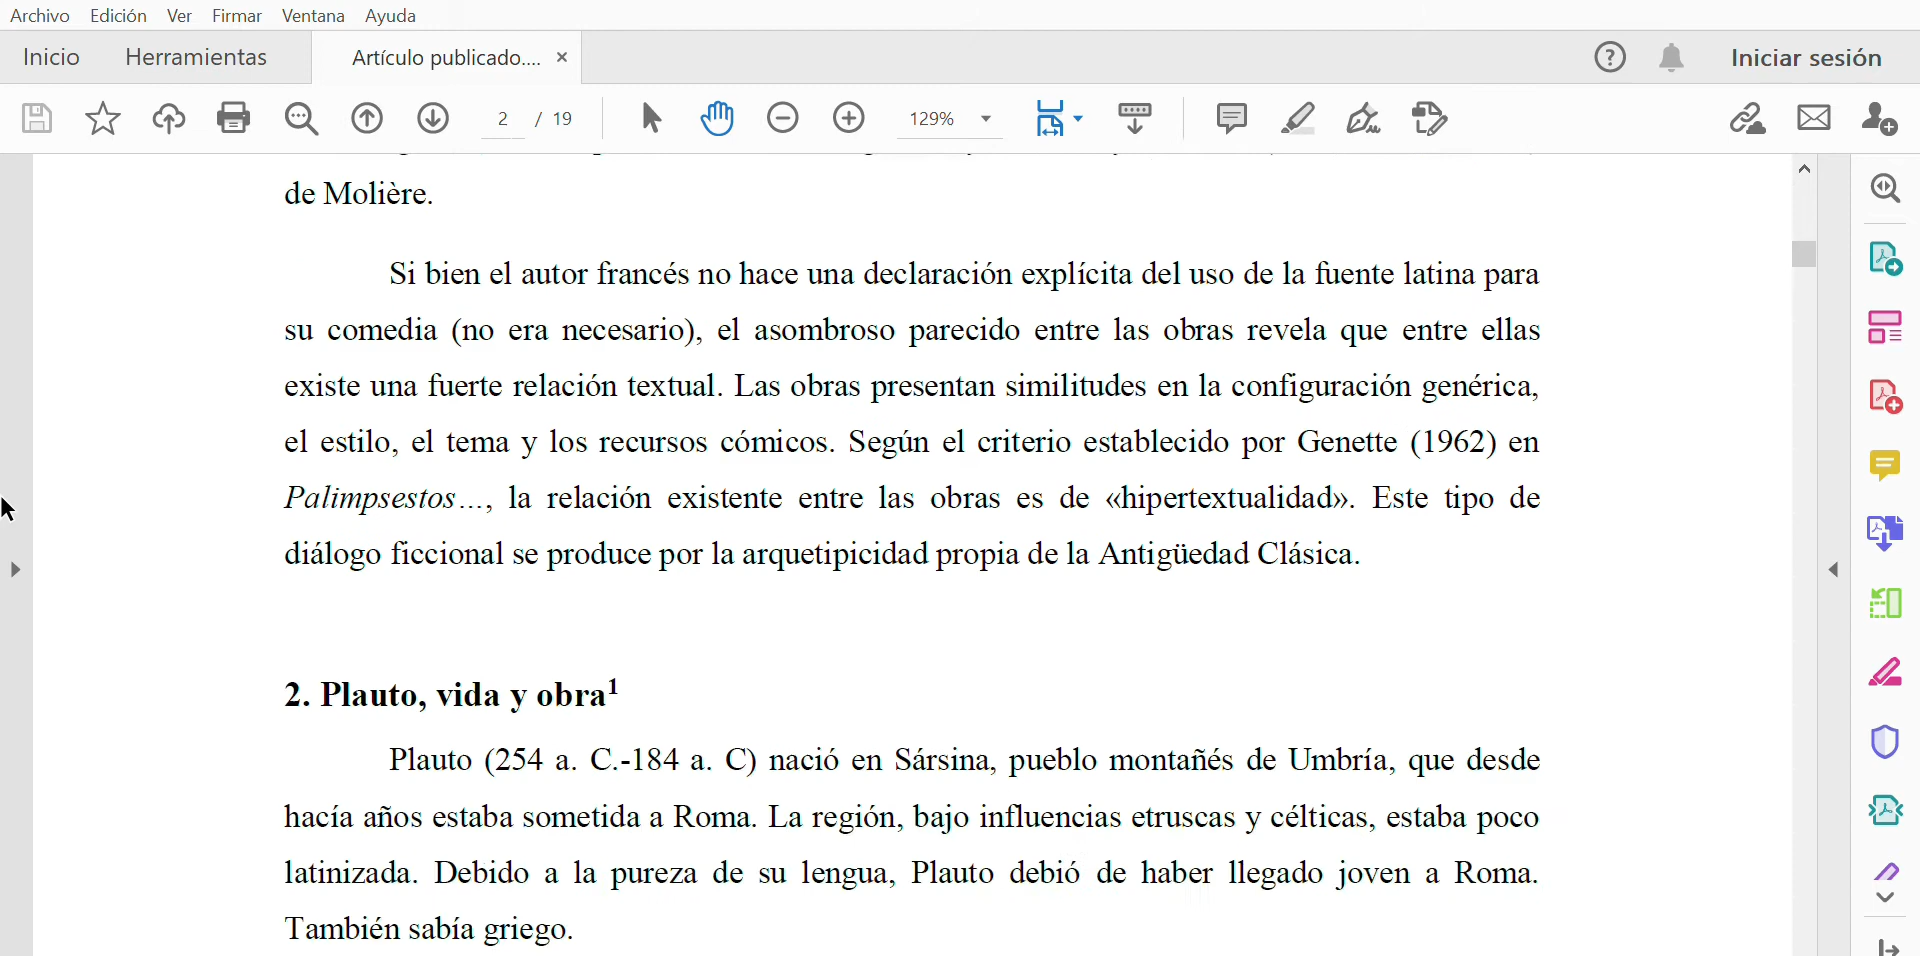 Archivo Edición Ver Firmar Ventana Ayuda
Inicio Herramientas Artículo publicado.... × Iniciar sesión
2 / 19 129%
de Molière.
Si bien el autor francés no hace una declaración explícita del uso de la fuente latina para
su comedia (no era necesario), el asombroso parecido entre las obras revela que entre ellas
existe una fuerte relación textual. Las obras presentan similitudes en la configuración genérica,
el estilo, el tema y los recursos cómicos. Según el criterio establecido por Genette (1962) en
Palimpsestos…, la relación existente entre las obras es de «hipertextualidad». Este tipo de
diálogo ficcional se produce por la arquetipicidad propia de la Antigüedad Clásica.
2. Plauto, vida y obra¹
Plauto (254 a. C.-184 a. C) nació en Sársina, pueblo montañés de Umbría, que desde
hacía años estaba sometida a Roma. La región, bajo influencias etruscas y célticas, estaba poco
latinizada. Debido a la pureza de su lengua, Plauto debió de haber llegado joven a Roma.
También sabía griego.